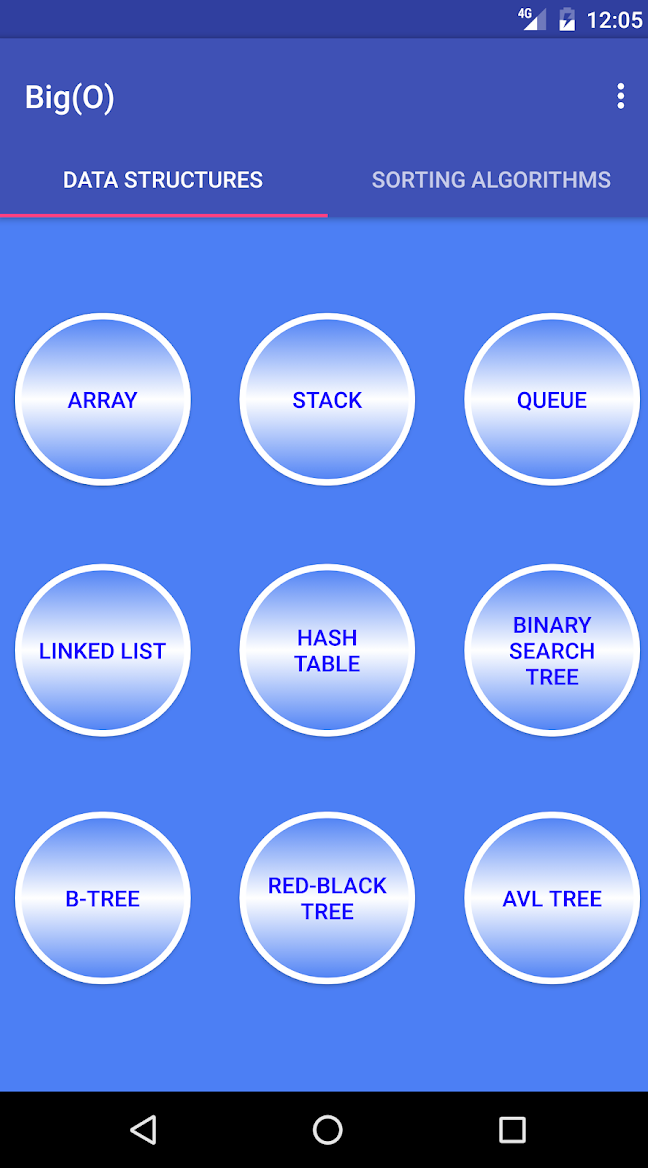 4G 12:05
Big(O)
DATA STRUCTURES SORTING ALGORITHMS
ARRAY STACK QUEUE
LINKED LIST
HASH
TABLE
BINARY
SEARCH
TREE
B-TREE
RED-BLACK
TREE
AVL TREE